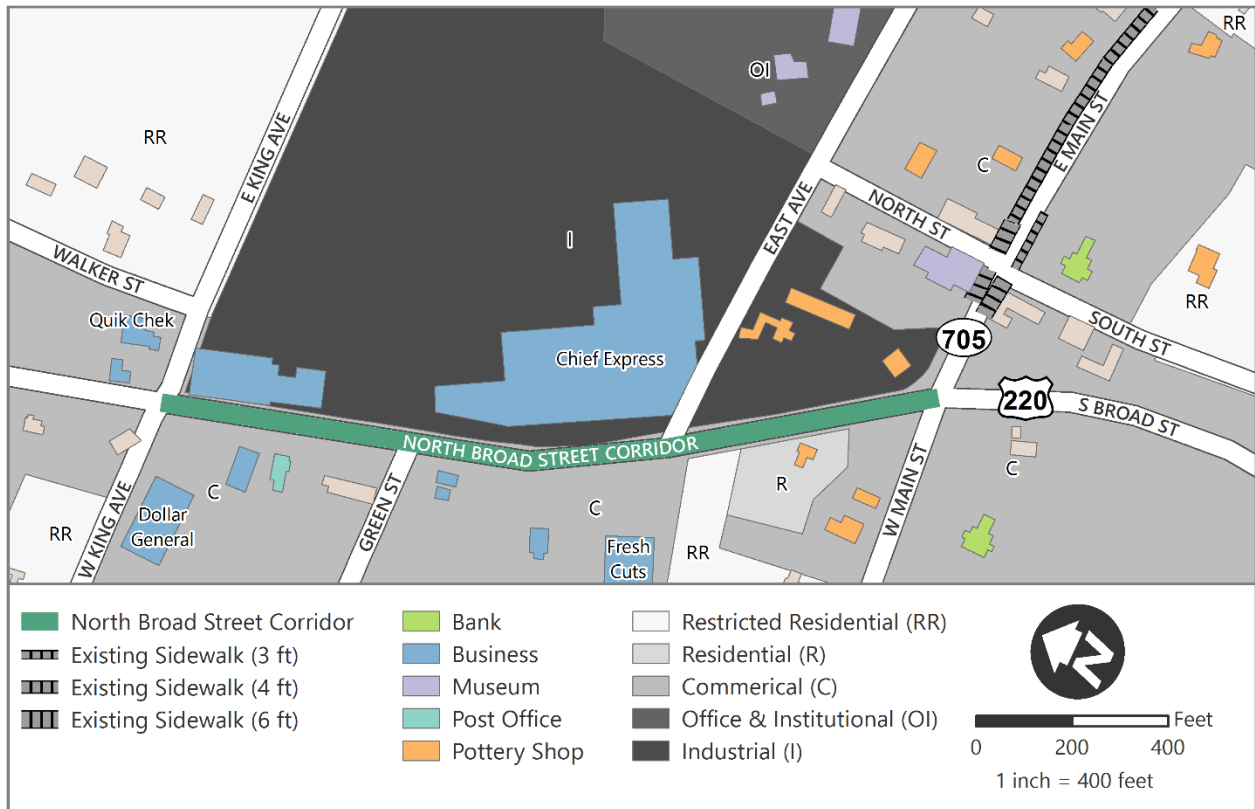 RR
OI
RR
E KING AVE
E MAIN ST
RR
C
EAST AVE
NORTH ST
I
WALKER ST
RR
Quik Chek
SOUTH ST
Chief Express
705
220
S BROAD ST
NORTH BROAD STREET CORRIDOR
C
R
W MAIN ST
C
C
Dollar
General
GREEN ST
W KING AVE
RR
Fresh
Cuts
RR
North Broad Street Corridor
Existing Sidewalk (3 ft)
Existing Sidewalk (4 ft)
Existing Sidewalk (6 ft)
Bank
Business
Museum
Post Office
Pottery Shop
Restricted Residential (RR)
Residential (R)
Commerical (C)
Office & Institutional (OI)
Industrial (I)
N
Feet
0 200 400
1 inch = 400 feet